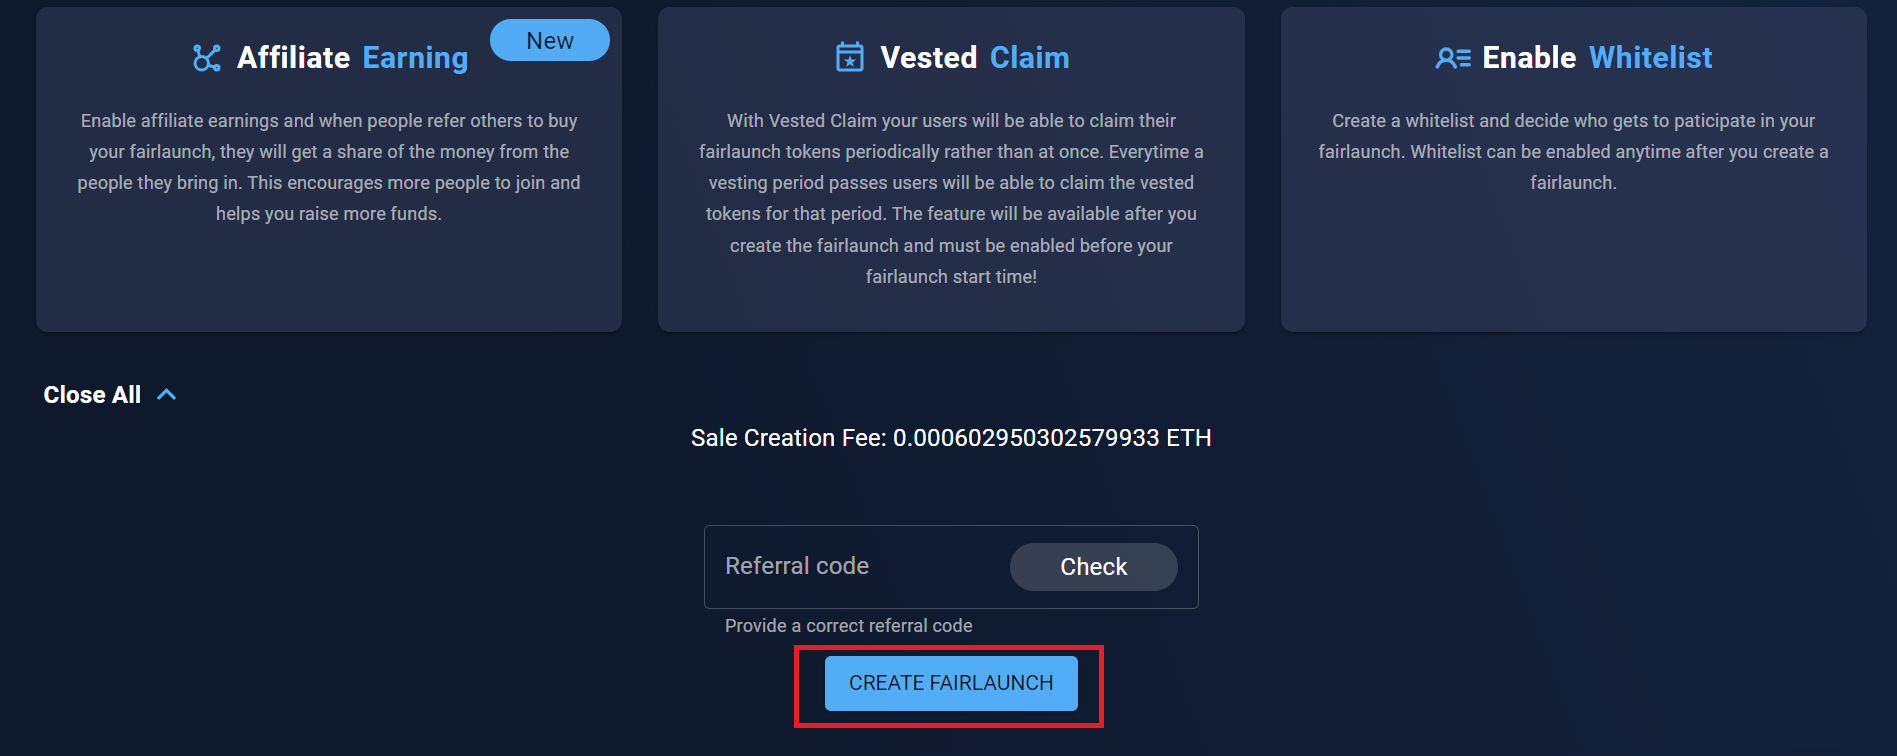 Affiliate Earning
New
Enable affiliate earnings and when people refer others to buy
your fairlaunch, they will get a share of the money from the
people they bring in. This encourages more people to join and
helps you raise more funds.
Vested Claim
With Vested Claim your users will be able to claim their
fairlaunch tokens periodically rather than at once. Everytime a
vesting period passes users will be able to claim the vested
tokens for that period. The feature will be available after you
create the fairlaunch and must be enabled before your
fairlaunch start time!
Enable Whitelist
Create a whitelist and decide who gets to paticipate in your
fairlaunch. Whitelist can be enabled anytime after you create a
fairlaunch.
Close All
Sale Creation Fee: 0.000602950302579933 ETH
Referral code
Check
Provide a correct referral code
CREATE FAIRLAUNCH